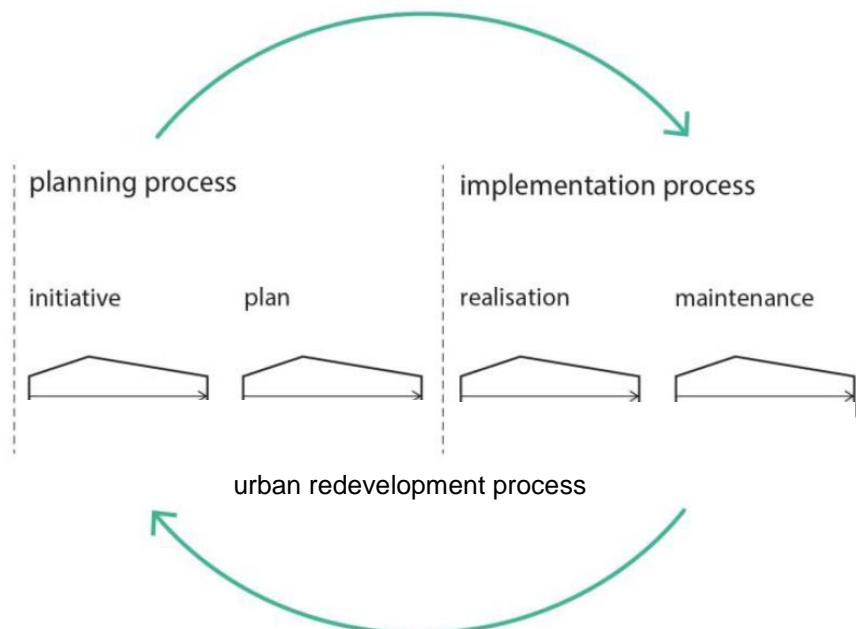 planning process
implementation process
initiative
plan
realisation
maintenance
urban redevelopment process